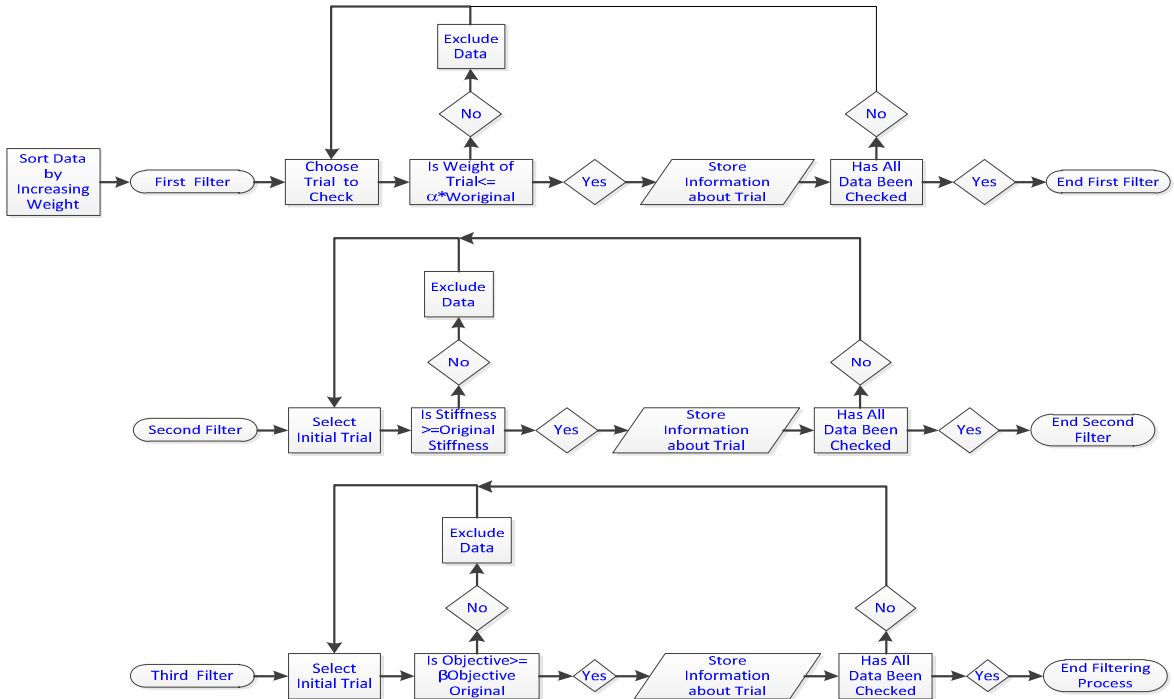 Exclude
Data
No
No
Sort Data
by
Increasing
Weight
First Filter
Choose
Trial to
Check
Is Weight of
Trial<=
α*Woriginal
Yes
Store
Information
about Trial
Has All
Data Been
Checked
Yes
End First Filter
Exclude
Data
No
No
Second Filter
Select
Initial Trial
Is Stiffness
>=Original
Stiffness
Yes
Store
Information
about Trial
Has All
Data Been
Checked
Yes
End Second
Filter
Exclude
Data
No
No
Third Filter
Select
Initial Trial
Is Objective>=
βObjective
Original
Yes
Store
Information
about Trial
Has All
Data Been
Checked
Yes
End Filtering
Process